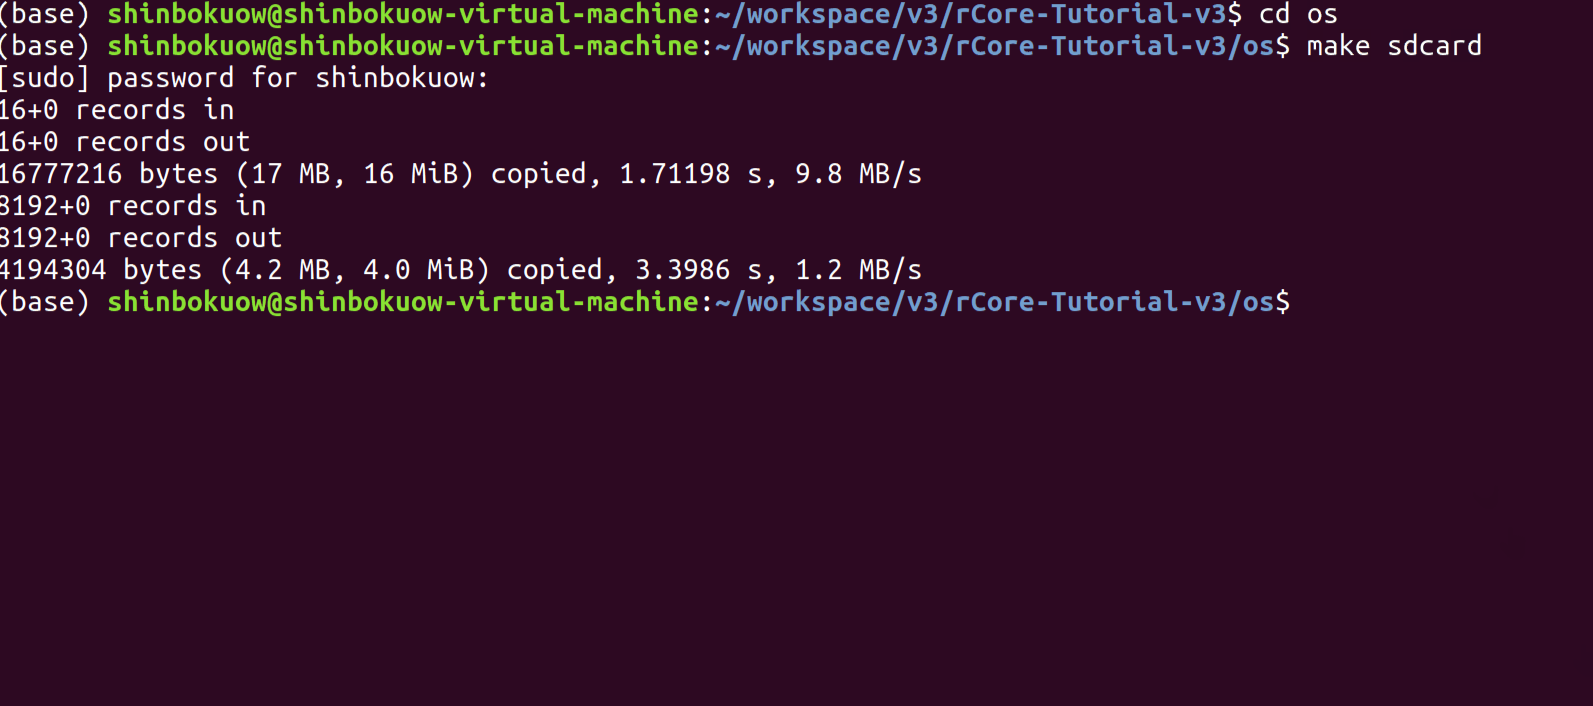 (base) shinbokuow@shinbokuow-virtual-machine:~/workspace/v3/rCore-Tutorial-v3$ cd os
(base) shinbokuow@shinbokuow-virtual-machine:~/workspace/v3/rCore-Tutorial-v3/os$ make sdcard
[sudo] password for shinbokuow:
16+0 records in
16+0 records out
16777216 bytes (17 MB, 16 MiB) copied, 1.71198 s, 9.8 MB/s
8192+0 records in
8192+0 records out
4194304 bytes (4.2 MB, 4.0 MiB) copied, 3.3986 s, 1.2 MB/s
(base) shinbokuow@shinbokuow-virtual-machine:~/workspace/v3/rCore-Tutorial-v3/os$